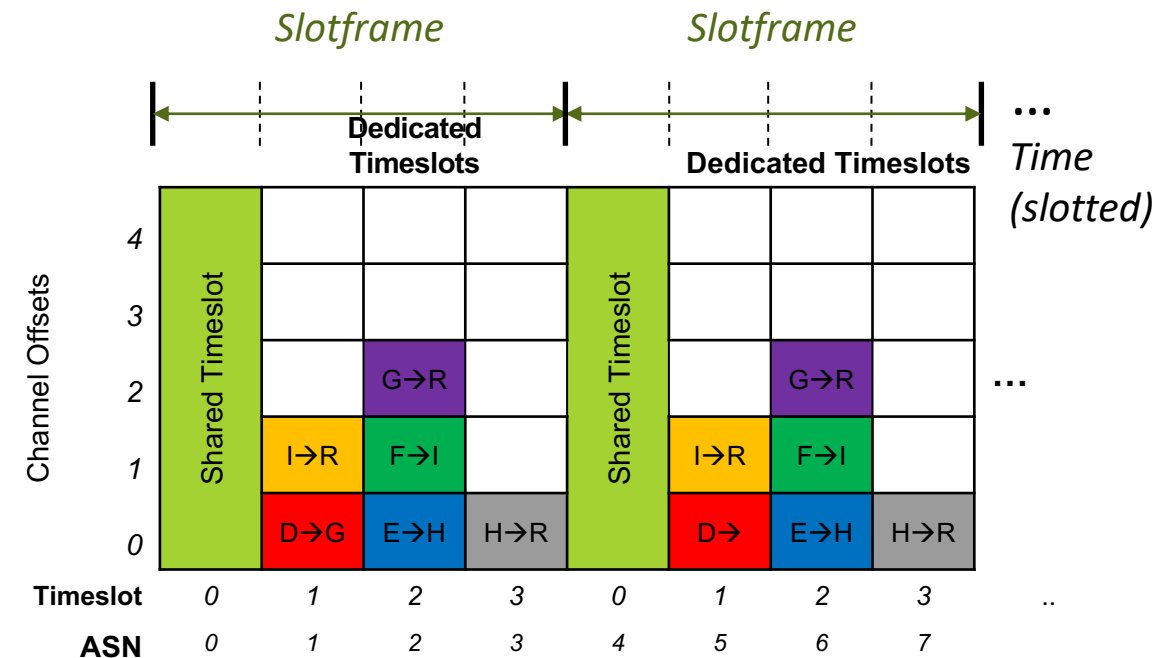 Slotframe Slotframe
Dedicated
Timeslots
Dedicated Timeslots
...
Time
(slotted)
Channel Offsets
4
3
2
1
0
Shared Timeslot
Shared Timeslot
G→R G→R ...
I→R F→I I→R F→I
D→G E→H H→R D→ E→H H→R
Timeslot 0 1 2 3 0 1 2 3 ..
ASN 0 1 2 3 4 5 6 7